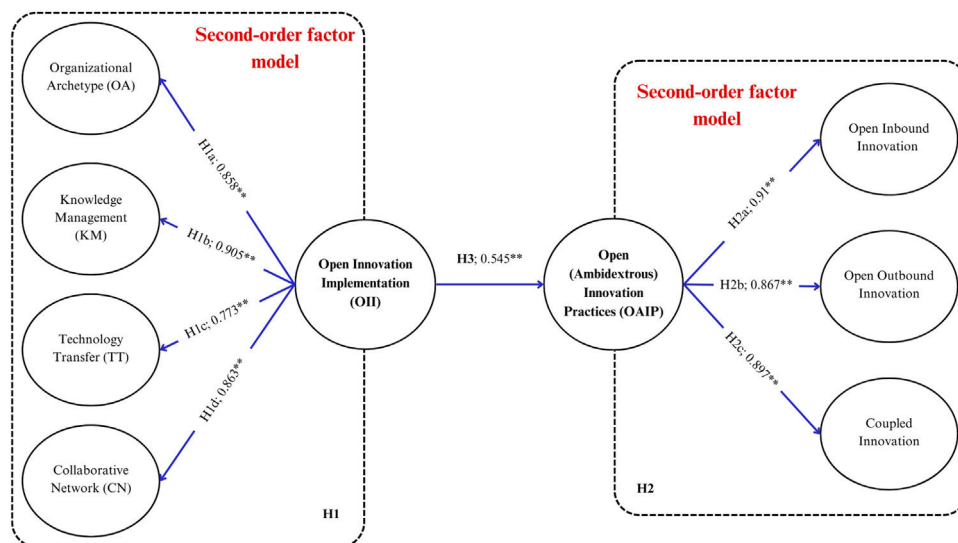 Second-order factor
model
Organizational
Archetype (OA)
Knowledge
Management
(KM)
Technology
Transfer (TT)
Collaborative
Network (CN)
H1a; 0.858**
H1b; 0.905**
H1c; 0.773**
H1d; 0.863**
Open Innovation
Implementation
(OII)
H1
H3; 0.545**
Second-order factor
model
Open
(Ambidextrous)
Innovation
Practices (OAIP)
H2a; 0.91**
H2b; 0.867**
H2c; 0.897**
Open Inbound
Innovation
Open Outbound
Innovation
Coupled
Innovation
H2